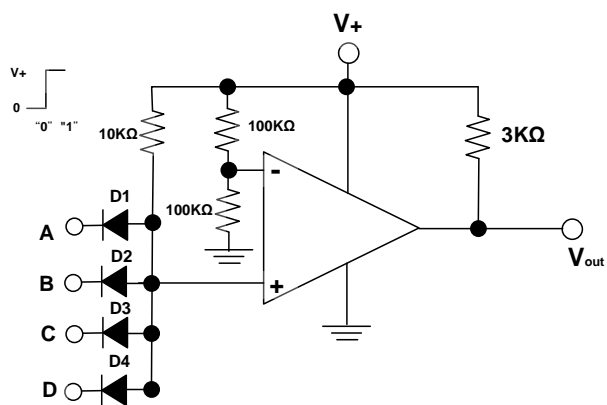 V+
V+
0
"0" "1"
10KΩ
100KΩ
3KΩ
-
100KΩ
D1
A
D2
B
+
Vout
D3
C
D4
D